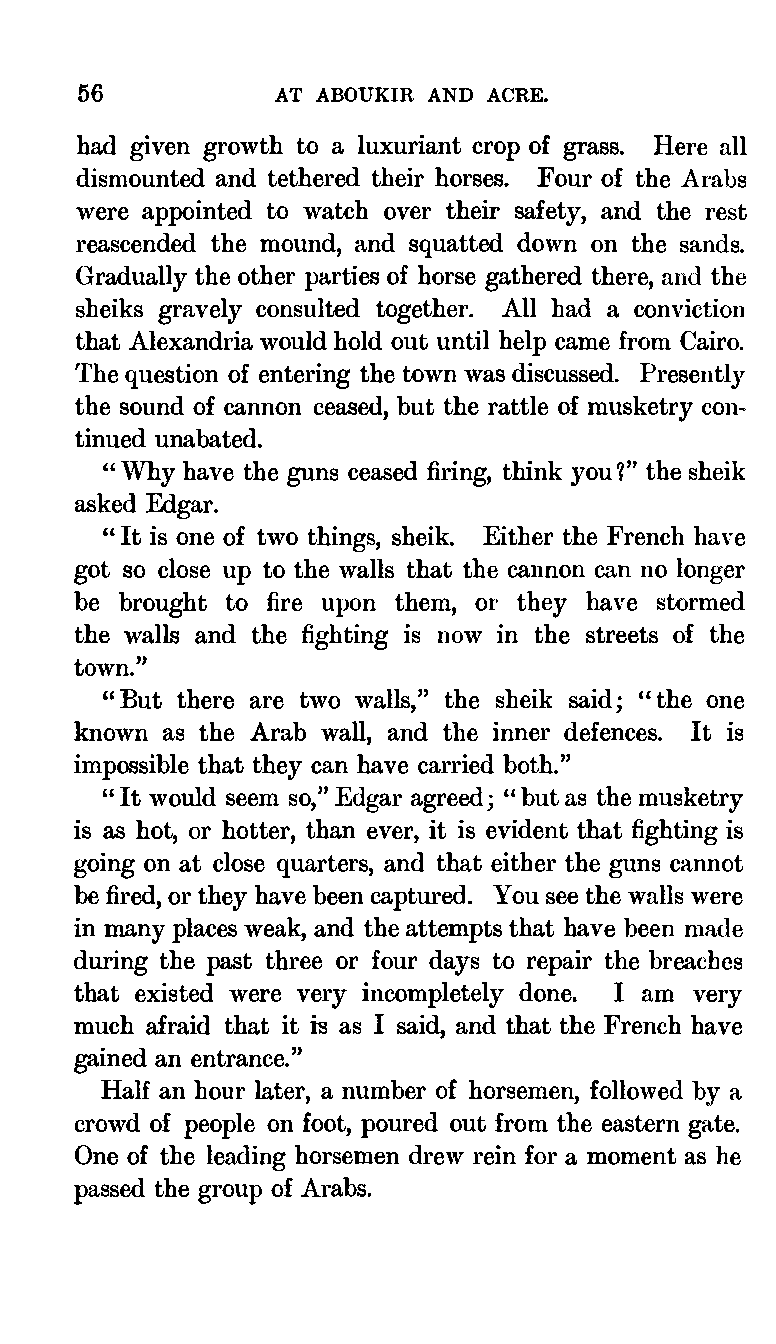 56 AT ABOUKIR AND ACRE.
had given growth to a luxuriant crop of grass. Here all
dismounted and tethered their horses. Four of the Arabs
were appointed to watch over their safety, and the rest
reascended the mound, and squatted down on the sands.
Gradually the other parties of horse gathered there, and the
sheiks gravely consulted together. All had a conviction
that Alexandria would hold out until help came from Cairo.
The question of entering the town was discussed. Presently
the sound of cannon ceased, but the rattle of musketry con-
tinued unabated.
“Why have the guns ceased firing, think you?” the sheik
asked Edgar.
“It is one of two things, sheik. Either the French have
got so close up to the walls that the cannon can no longer
be brought to fire upon them, or they have stormed
the walls and the fighting is now in the streets of the
town.”
“But there are two walls,” the sheik said; “the one
known as the Arab wall, and the inner defences. It is
impossible that they can have carried both.”
“It would seem so,” Edgar agreed; “but as the musketry
is as hot, or hotter, than ever, it is evident that fighting is
going on at close quarters, and that either the guns cannot
be fired, or they have been captured. You see the walls were
in many places weak, and the attempts that have been made
during the past three or four days to repair the breaches
that existed were very incompletely done. I am very
much afraid that it is as I said, and that the French have
gained an entrance.”
Half an hour later, a number of horsemen, followed by a
crowd of people on foot, poured out from the eastern gate.
One of the leading horsemen drew rein for a moment as he
passed the group of Arabs.